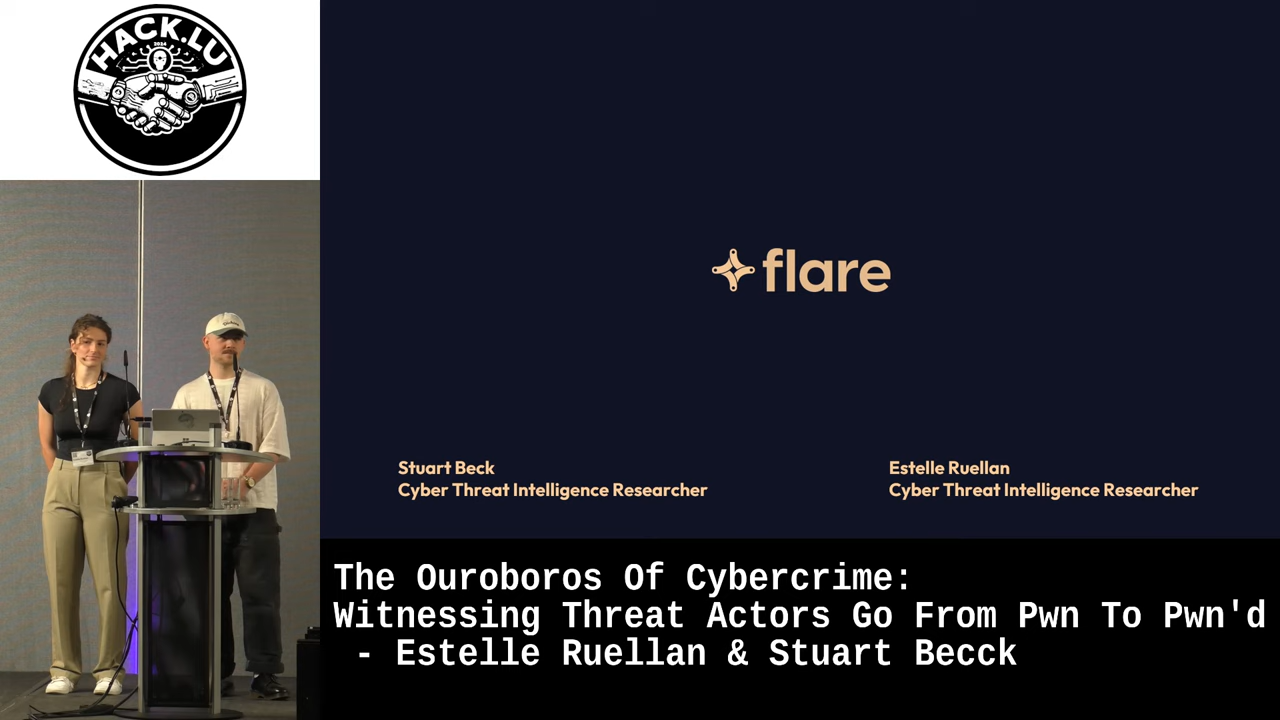 HACK.LU
2024
flare
Stuart Beck
Cyber Threat Intelligence Researcher
Estelle Ruellan
Cyber Threat Intelligence Researcher
The Ouroboros Of Cybercrime:
Witnessing Threat Actors Go From Pwn To Pwn'd
- Estelle Ruellan & Stuart Becck